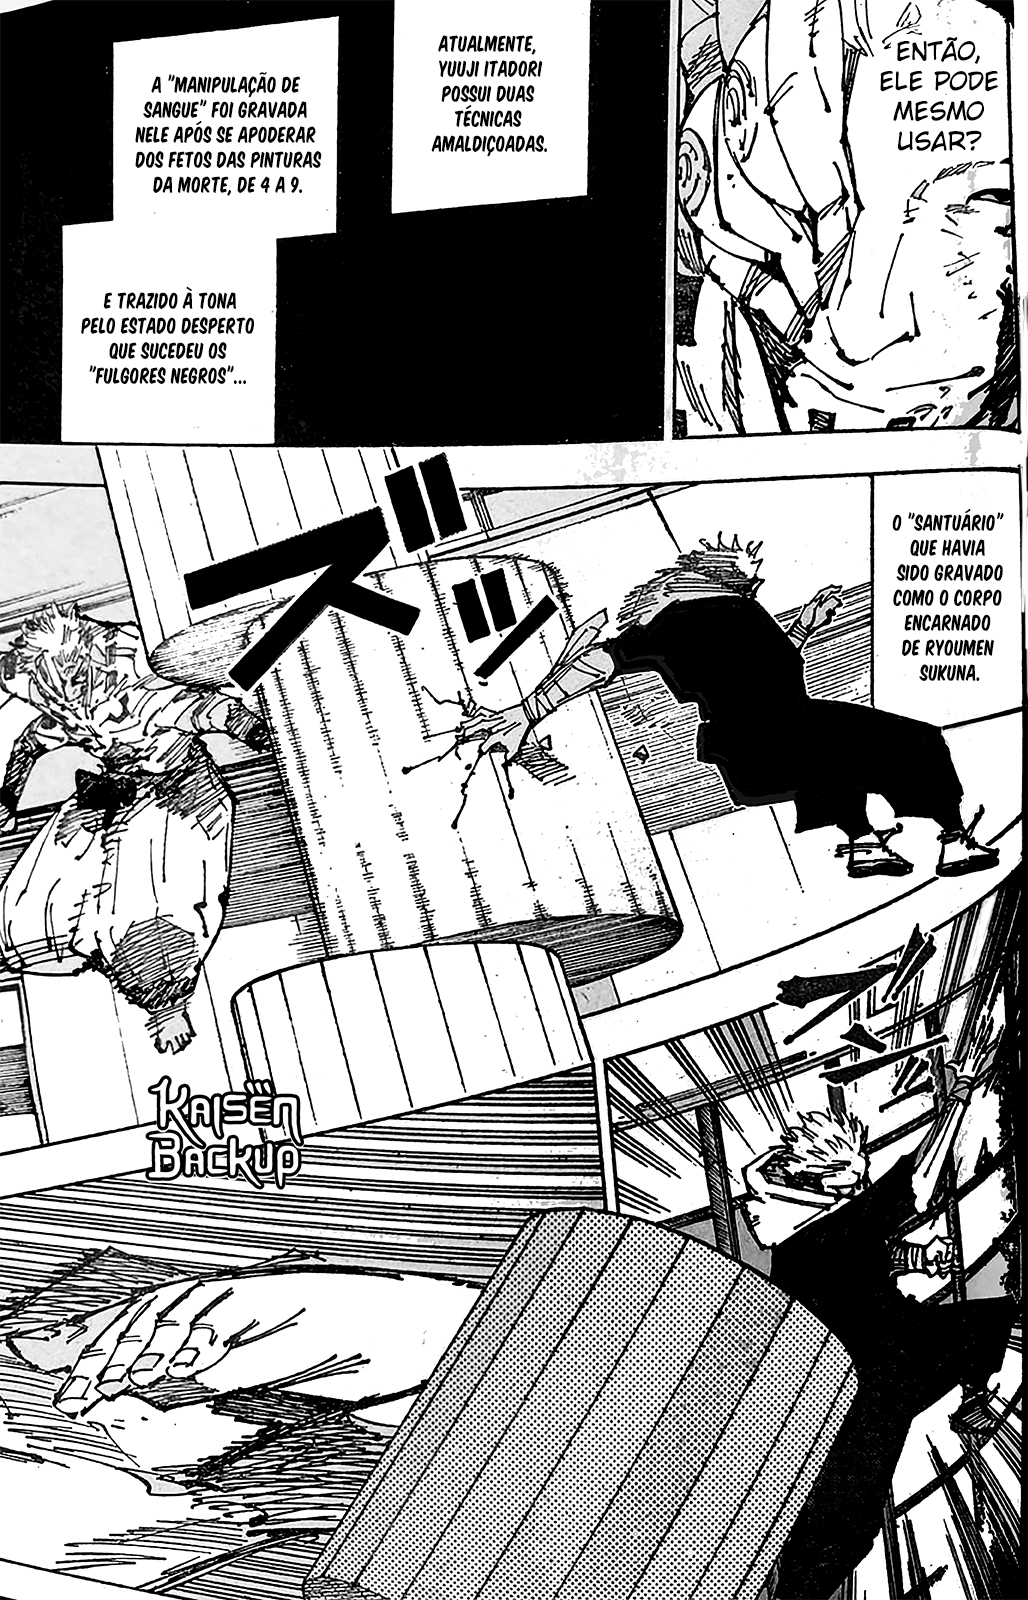 ENTÃO,
ELE PODE
MESMO
USAR?
ATUALMENTE,
YUUJI ITADORI
POSSUI DUAS
TÉCNICAS
AMALDIÇOADAS.
A "MANIPULAÇÃO DE
SANGUE" FOI GRAVADA
NELE APÓS SE APODERAR
DOS FETOS DAS PINTURAS
DA MORTE, DE 4 A 9.
E TRAZIDO À TONA
PELO ESTADO DESPERTO
QUE SUCEDEU OS
"FULGORES NEGROS"...
O "SANTUÁRIO"
QUE HAVIA
SIDO GRAVADO
COMO O CORPO
ENCARNADO
DE RYOUMEN
SUKUNA.
ズズッ
KAISEN
BACKUP